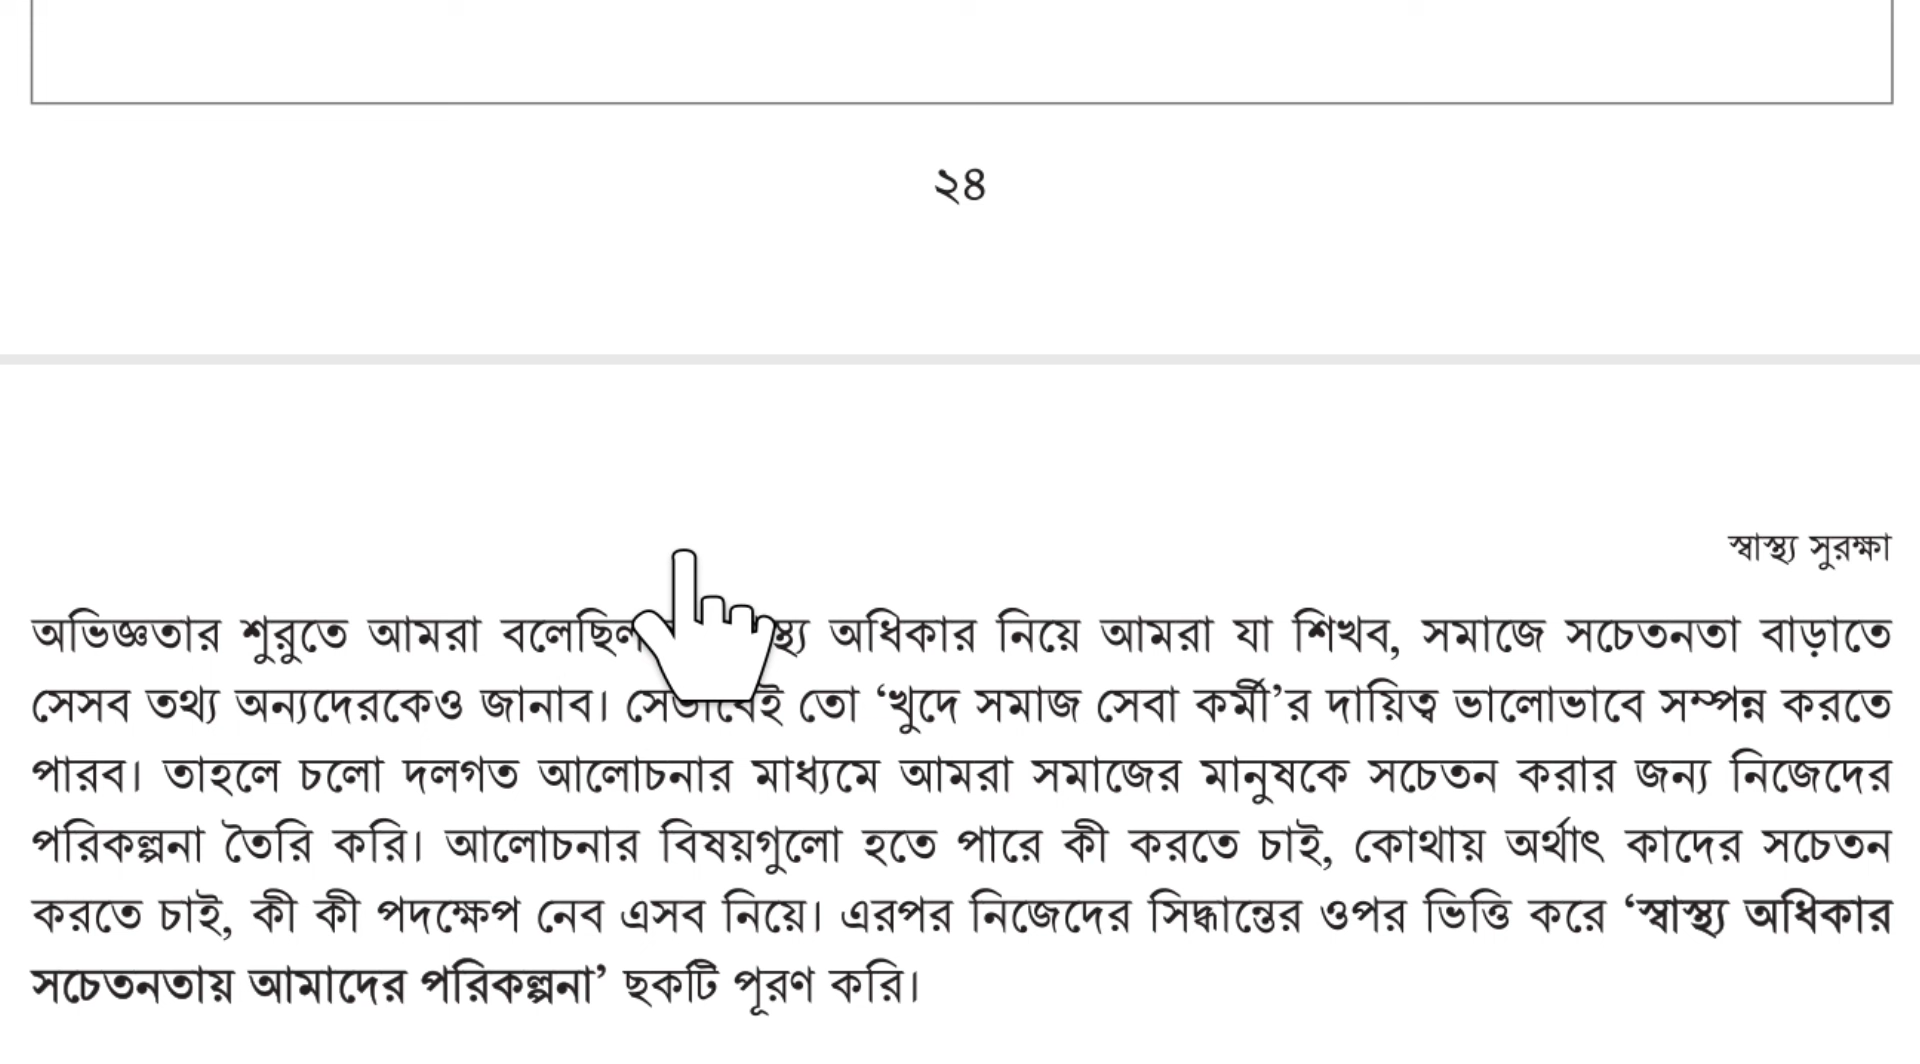 ২৪
স্বাস্থ্য সুরক্ষা
অভিজ্ঞতার শুরুতে আমরা অধিকার নিয়ে আমরা যা শিখব, সমাজে সচেতনতা বাড়াতে
সেসব তথ্য অন্যদেরকেও জানাব। তো ‘খুদে সমাজ সেবা কর্মী’র দায়িত্ব ভালোভাবে সম্পন্ন করতে
পারব। তাহলে চলো দলগত আলোচনার মাধ্যমে আমরা সমাজের মানুষকে সচেতন করার জন্য নিজেদের
পরিকল্পনা তৈরি করি। আলোচনার বিষয়গুলো হতে পারে কী করতে চাই, কোথায় অর্থাৎ কাদের সচেতন
করতে চাই, কী কী পদক্ষেপ নেব এসব নিয়ে। এরপর নিজেদের সিদ্ধান্তের ওপর ভিত্তি করে ‘স্বাস্থ্য অধিকার
সচেতনতায় আমাদের পরিকল্পনা’ ছকটি পূরণ করি।